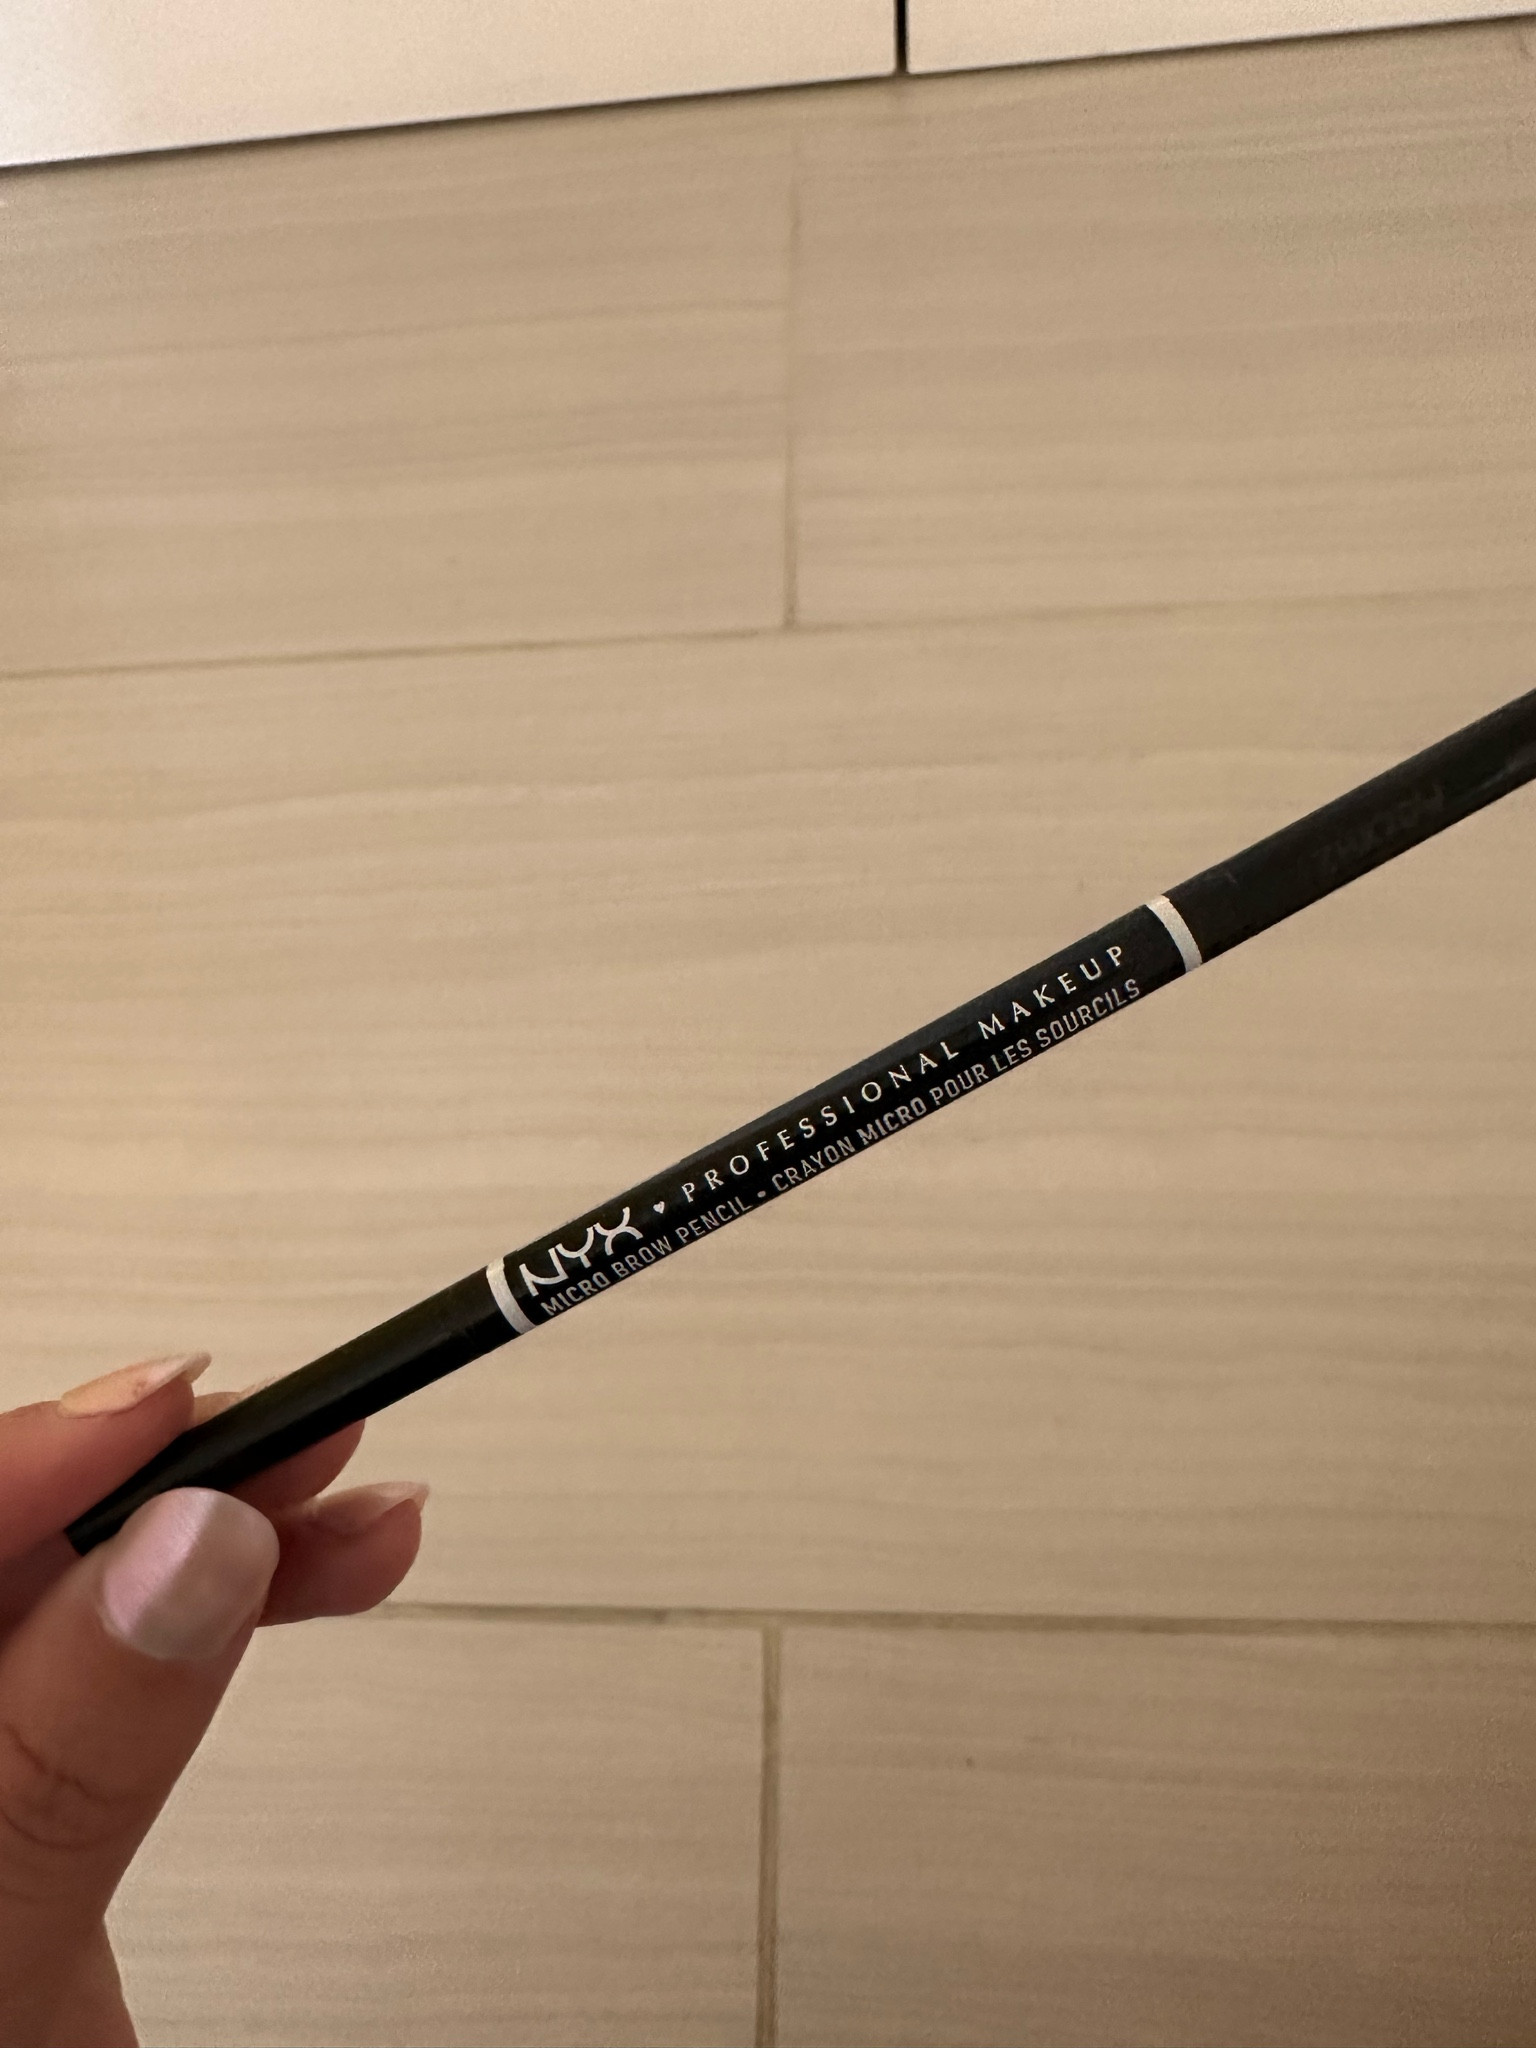 NYX ♥ PROFESSIONAL MAKEUP
MICRO BROW PENCIL • CRAYON MICRO POUR LES SOURCILS